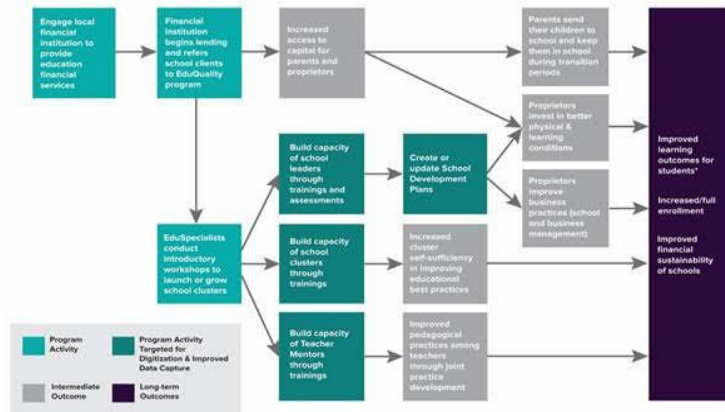 Engage local
financial
institution to
provide
education
financial
services
Financial
institution
begins lending
and refers
school clients
to EduQuality
program
Increased
access to
capital for
parents and
proprietors
Parents send
their children to
school and keep
them in school
during transition
periods
Proprietors
invest in better
physical &
learning
conditions
Build capacity
of school
leaders
through
trainings and
assessments
Create or
update School
Development
Plans
Proprietors
improve
business
practices (school
and business
management)
Improved
learning
outcomes for
students*
Increased/full
enrollment
Improved
financial
sustainability
of schools
EduSpecialists
conduct
introductory
workshops to
launch or grow
school clusters
Build capacity
of school
clusters
through
trainings
Increased
cluster
self-sufficiency
in improving
educational
best practices
Build capacity
of Teacher
Mentors
through
trainings
Improved
pedagogical
practices among
teachers
through joint
practice
development
Program
Activity
Program Activity
Targeted for
Digitization & Improved
Data Capture
Intermediate
Outcome
Long-term
Outcomes